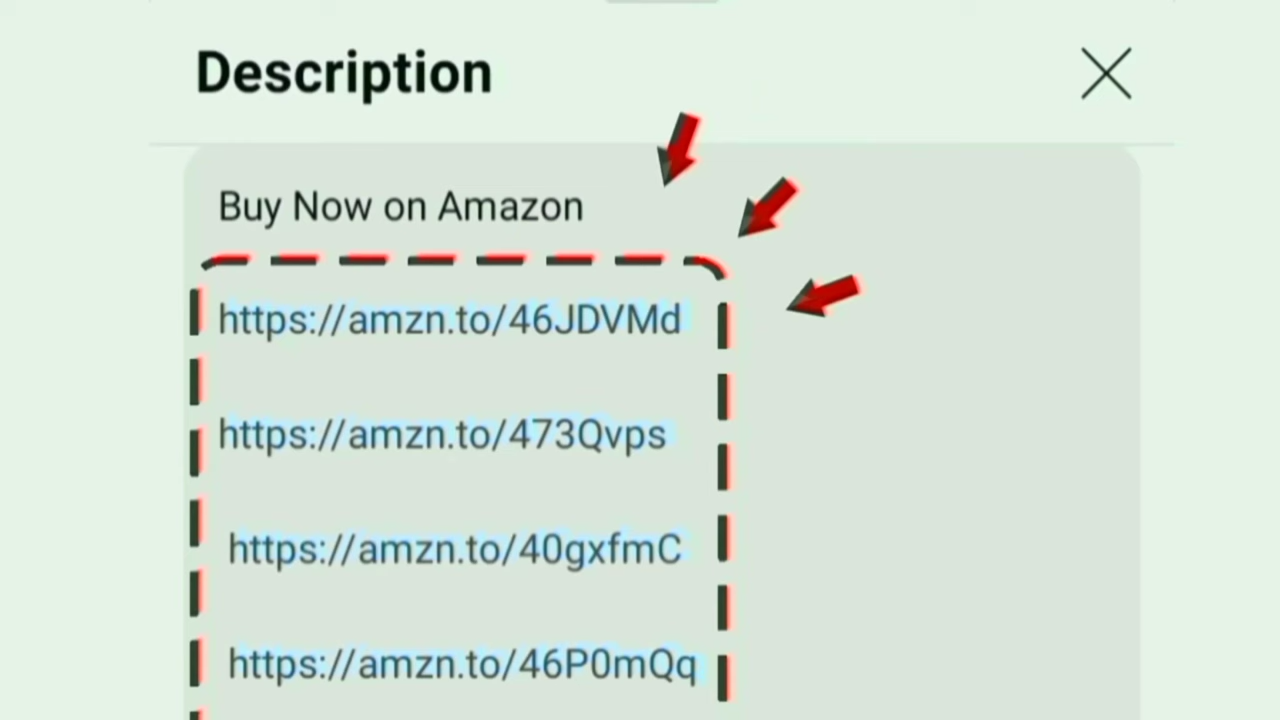 Description
Buy Now on Amazon
https://amzn.to/46JDVMd
https://amzn.to/473Qvps
https://amzn.to/40gxfmC
https://amzn.to/46P0mQq